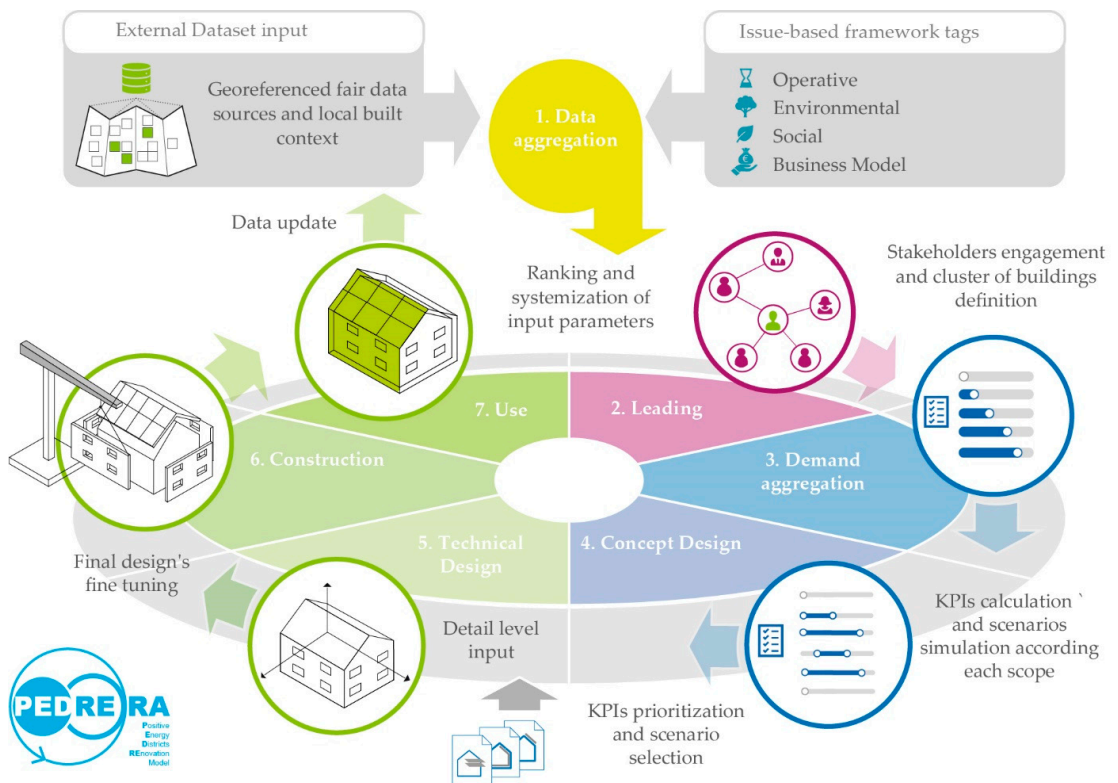 External Dataset input
Georeferenced fair data
sources and local built
context
1. Data
aggregation
Issue-based framework tags
Operative
Environmental
Social
Business Model
Data update
Ranking and
systemization of
input parameters
Stakeholders engagement
and cluster of buildings
definition
7. Use
2. Leading
6. Construction
3. Demand
aggregation
5. Technical
Design
4. Concept Design
Final design's
fine tuning
Detail level
input
KPIs prioritization
and scenario
selection
KPIs calculation `
and scenarios
simulation according
each scope
PEDRERA
Positive
Energy
Districts
REnovation
Model